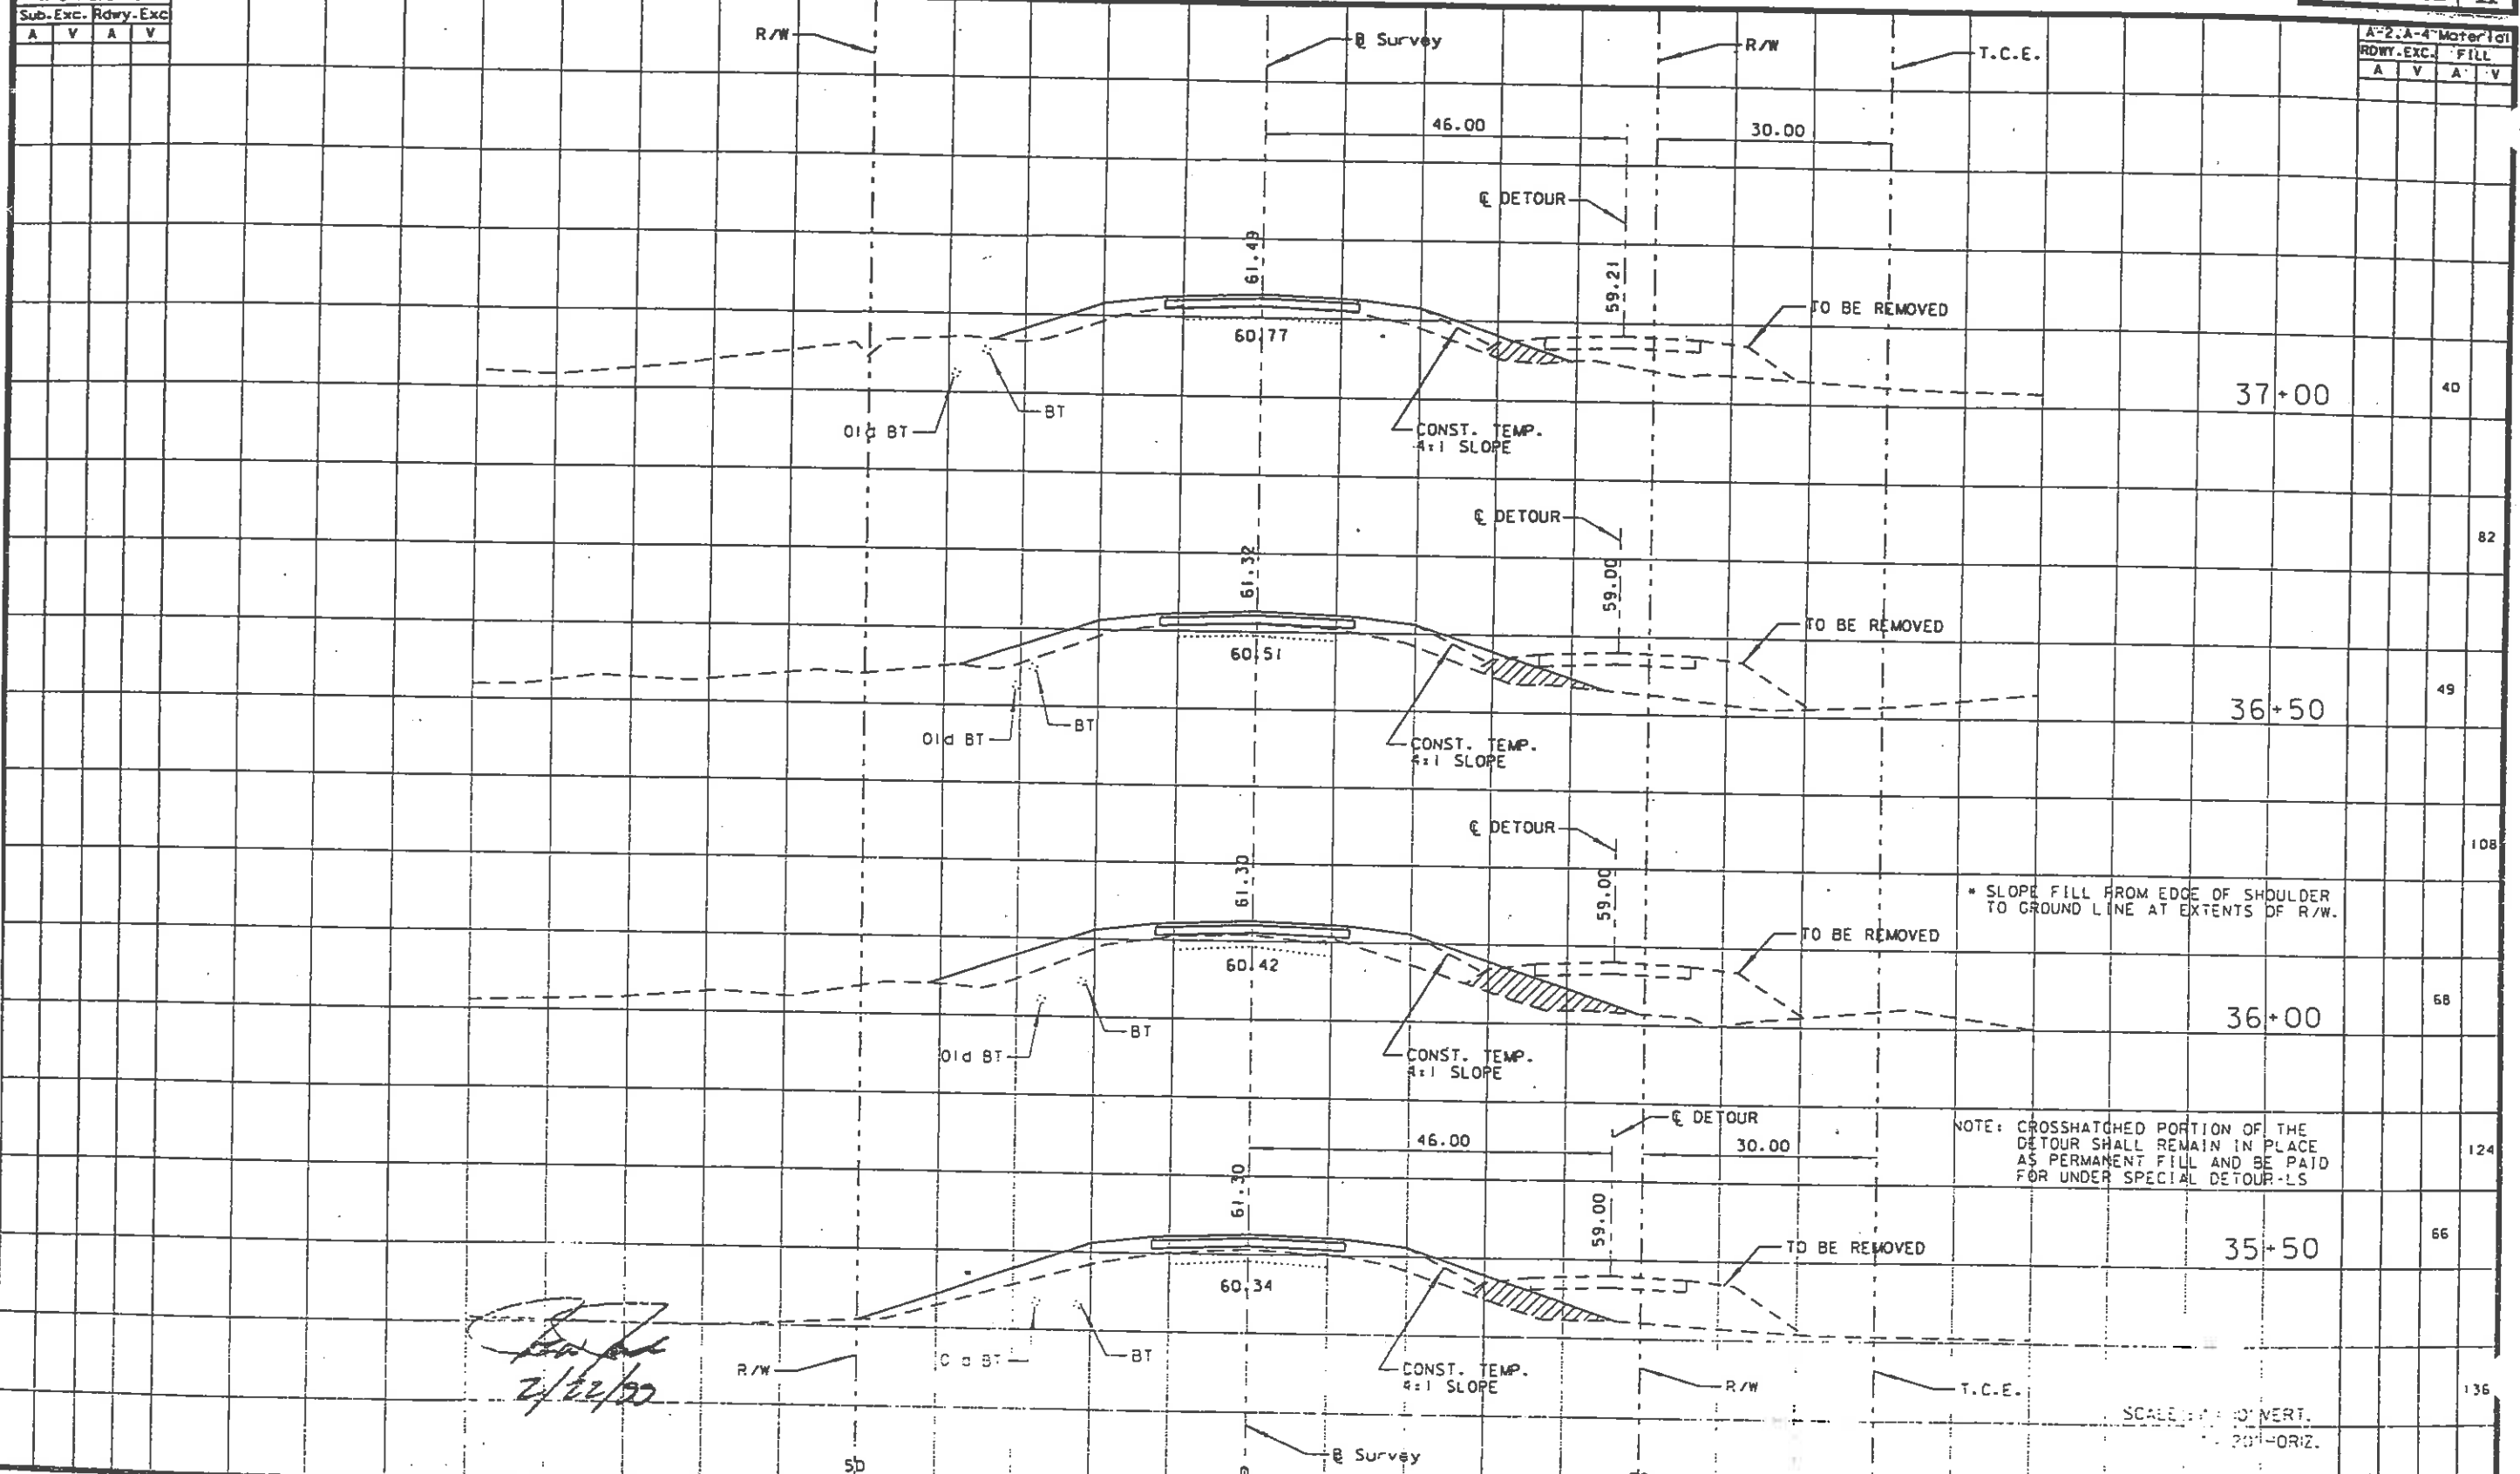 Sub.Exc. Rdwy.Exc
A V A V
A-2,A-4 Material
RDWY.EXC. FILL
A V A V
R/W
B Survey
R/W
T.C.E.
46.00
30.00
℄ DETOUR
61.49
59.21
TO BE REMOVED
60.77
BT
Old BT
CONST. TEMP.
4:1 SLOPE
37+00
40
℄ DETOUR
82
61.32
59.00
TO BE REMOVED
60.51
BT
Old BT
CONST. TEMP.
4:1 SLOPE
36+50
49
℄ DETOUR
108
61.30
59.00
* SLOPE FILL FROM EDGE OF SHOULDER
TO GROUND LINE AT EXTENTS OF R/W.
TO BE REMOVED
60.42
BT
Old BT
CONST. TEMP.
4:1 SLOPE
36+00
68
℄ DETOUR
46.00
30.00
NOTE: CROSSHATCHED PORTION OF THE
DETOUR SHALL REMAIN IN PLACE
AS PERMANENT FILL AND BE PAID
FOR UNDER SPECIAL DETOUR-LS
124
61.30
59.00
TO BE REMOVED
60.34
35+50
66
BT
BT
CONST. TEMP.
4:1 SLOPE
R/W
R/W
T.C.E.
2/22/
136
SCALE VERT.
B Survey
50